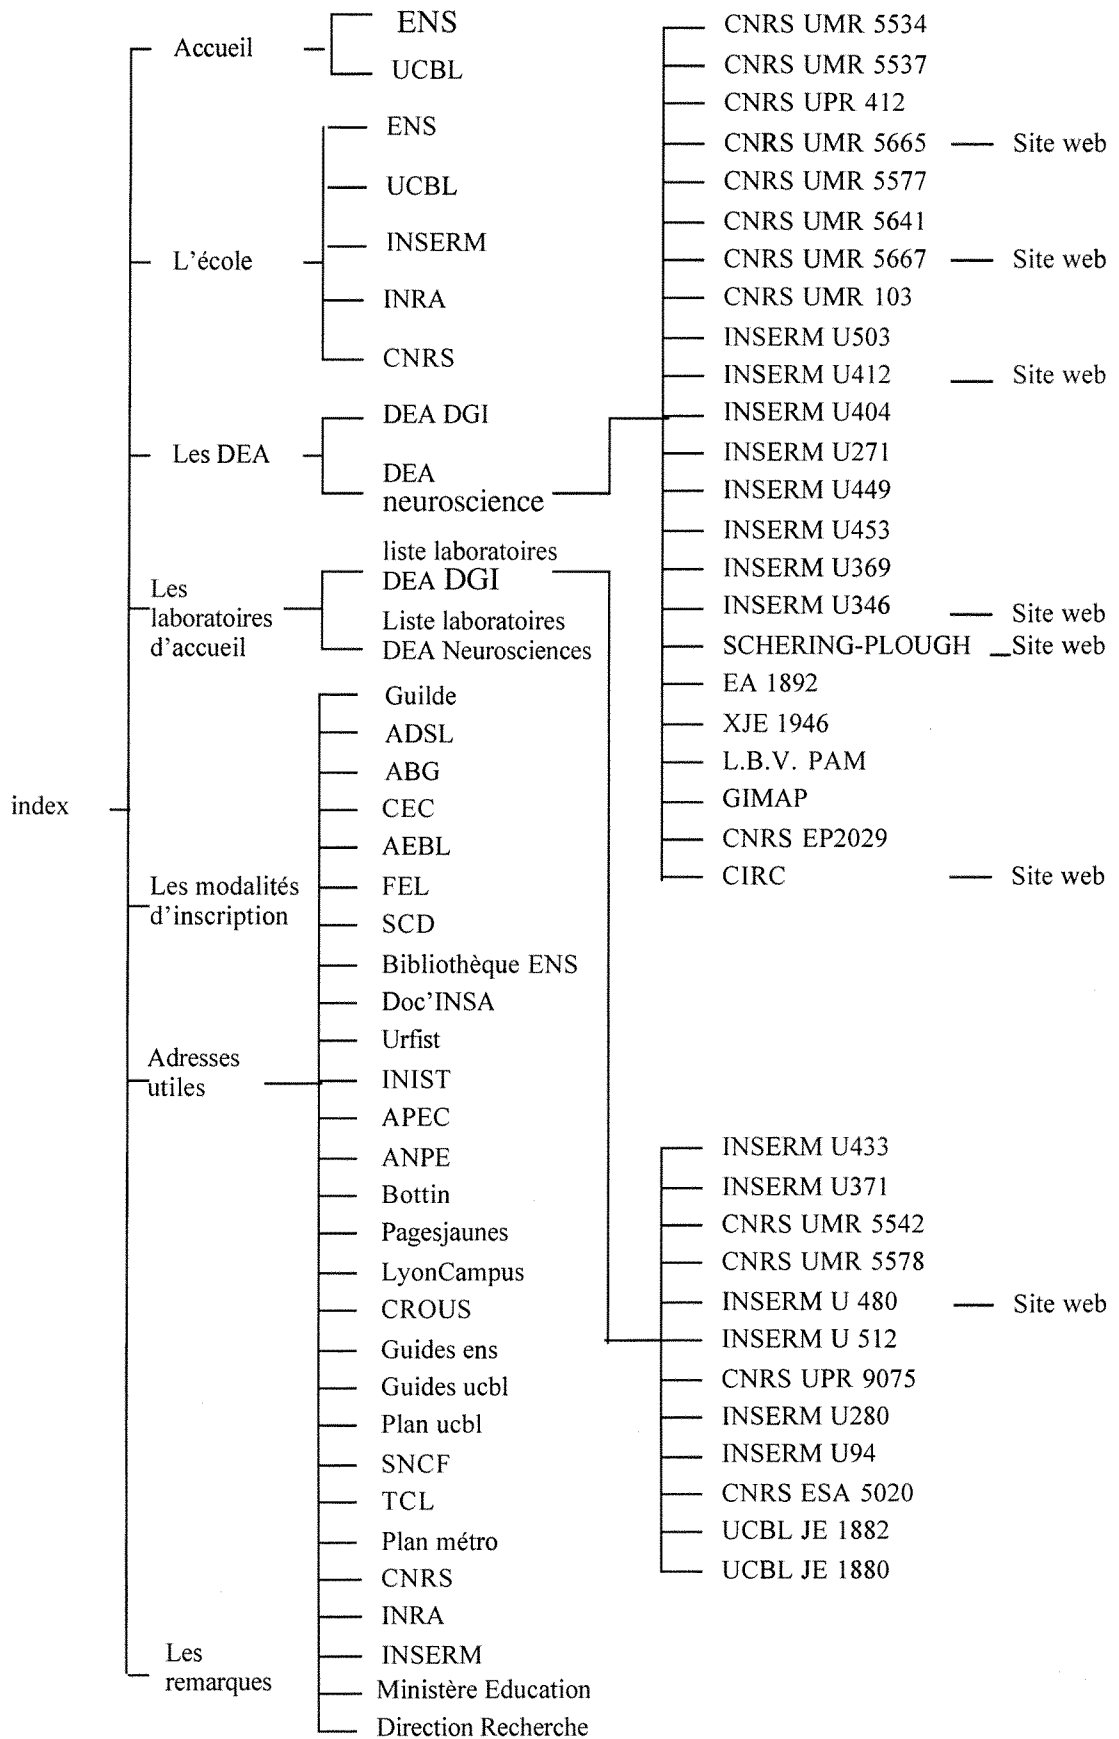 index
Accueil
ENS
UCBL
L'école
ENS
UCBL
INSERM
INRA
CNRS
Les DEA
DEA DGI
DEA
neuroscience
Les
laboratoires
d'accueil
liste laboratoires
DEA DGI
Liste laboratoires
DEA Neurosciences
Les modalités
d'inscription
Adresses
utiles
Guilde
ADSL
ABG
CEC
AEBL
FEL
SCD
Bibliothèque ENS
Doc'INSA
Urfist
INIST
APEC
ANPE
Bottin
Pagesjaunes
LyonCampus
CROUS
Guides ens
Guides ucbl
Plan ucbl
SNCF
TCL
Plan métro
CNRS
INRA
INSERM
Ministère Education
Direction Recherche
Les
remarques
CNRS UMR 5534
CNRS UMR 5537
CNRS UPR 412
CNRS UMR 5665 Site web
CNRS UMR 5577
CNRS UMR 5641
CNRS UMR 5667 Site web
CNRS UMR 103
INSERM U503
INSERM U412 Site web
INSERM U404
INSERM U271
INSERM U449
INSERM U453
INSERM U369
INSERM U346 Site web
SCHERING-PLOUGH Site web
EA 1892
XJE 1946
L.B.V. PAM
GIMAP
CNRS EP2029
CIRC Site web
INSERM U433
INSERM U371
CNRS UMR 5542
CNRS UMR 5578
INSERM U 480 Site web
INSERM U 512
CNRS UPR 9075
INSERM U280
INSERM U94
CNRS ESA 5020
UCBL JE 1882
UCBL JE 1880